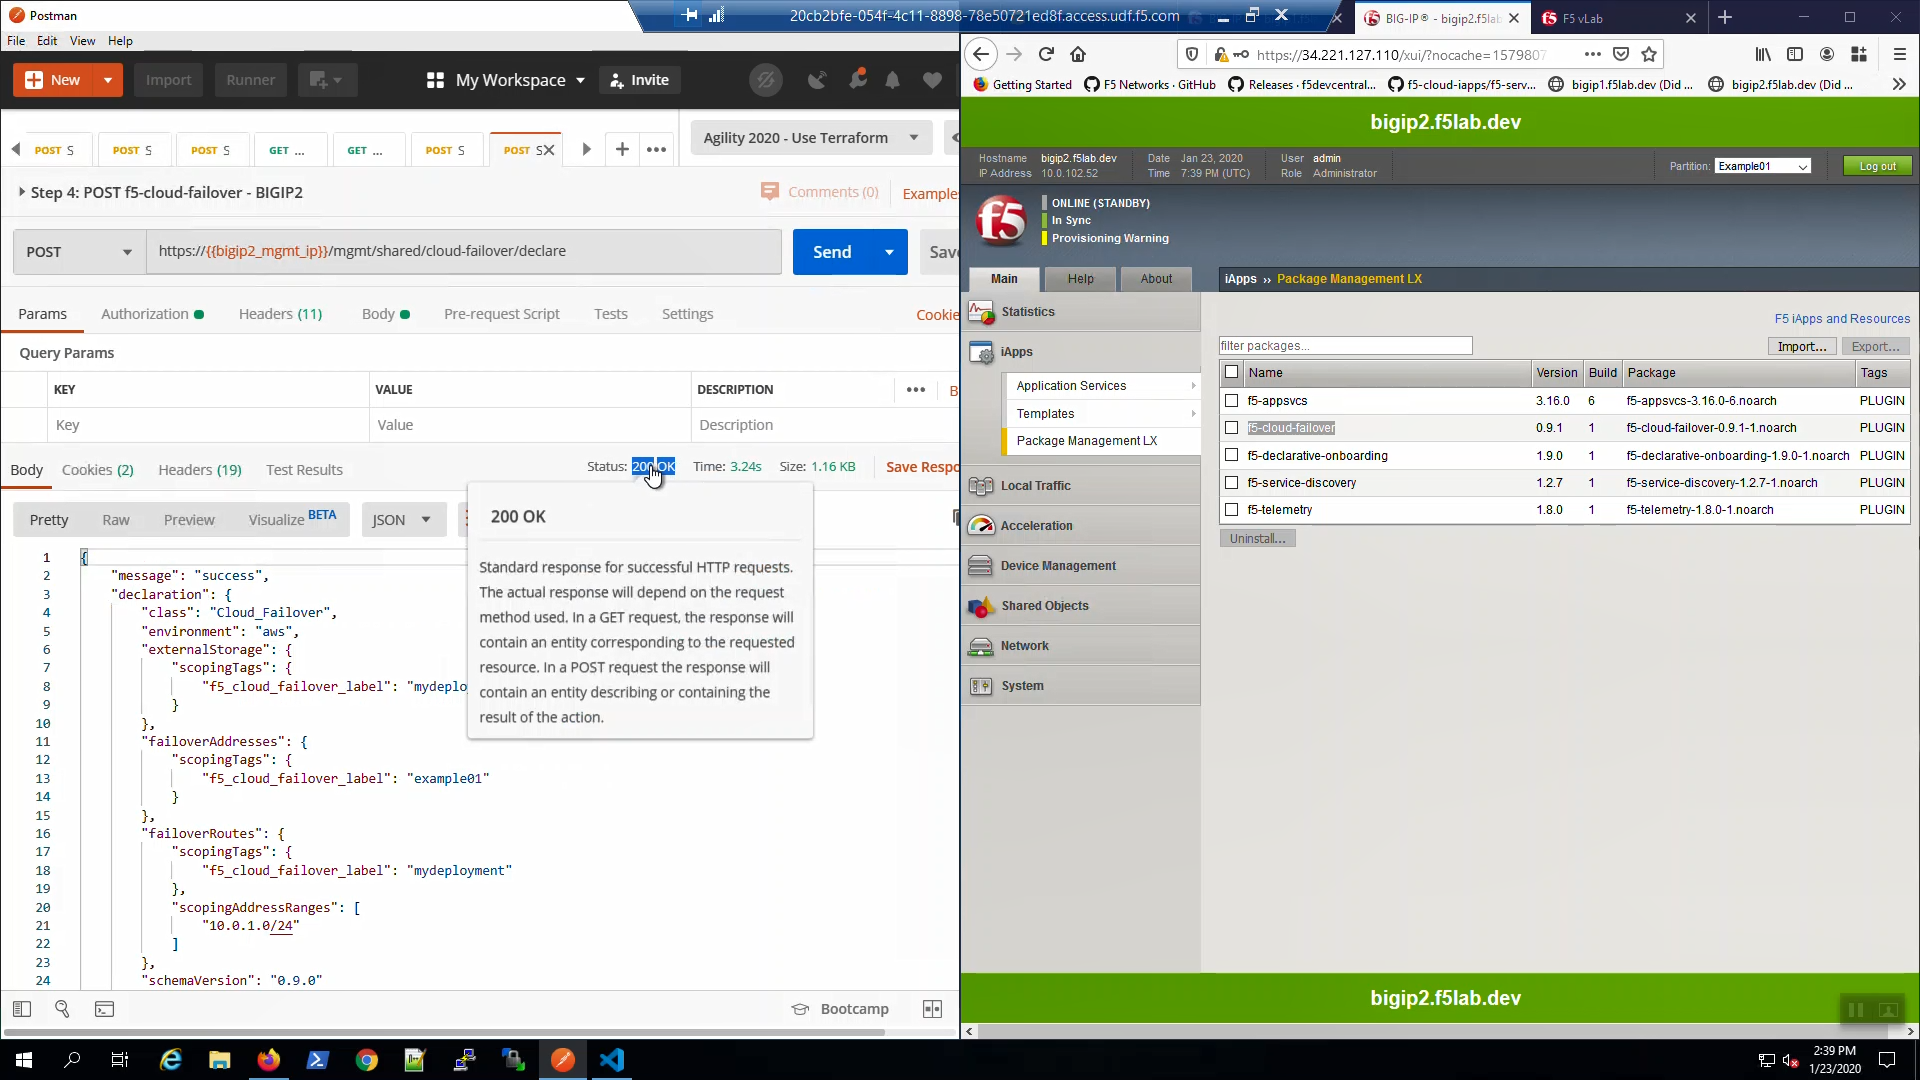 Postman
File Edit View Help
New
Import
Runner
My Workspace
Invite
POST S
POST S
POST S
GET ...
GET ...
POST S
POST S
Agility 2020 - Use Terraform
Step 4: POST f5-cloud-failover - BIGIP2
Comments (0)
Examples
POST
https://{{bigip2_mgmt_ip}}/mgmt/shared/cloud-failover/declare
Send
Sav
Params
Authorization
Headers (11)
Body
Pre-request Script
Tests
Settings
Cookie
Query Params
KEY VALUE DESCRIPTION
Key Value Description
Body
Cookies (2)
Headers (19)
Test Results
Status: 200 OK
Time: 3.24s
Size: 1.16 KB
Save Respo
Pretty
Raw
Preview
Visualize BETA
JSON
200 OK
Standard response for successful HTTP requests.
The actual response will depend on the request
method used. In a GET request, the response will
contain an entity corresponding to the requested
resource. In a POST request the response will
contain an entity describing or containing the
result of the action.
1 {
2 "message": "success",
3 "declaration": {
4 "class": "Cloud_Failover",
5 "environment": "aws",
6 "externalStorage": {
7 "scopingTags": {
8 "f5_cloud_failover_label": "mydeplo
9 }
10 },
11 "failoverAddresses": {
12 "scopingTags": {
13 "f5_cloud_failover_label": "example01"
14 }
15 },
16 "failoverRoutes": {
17 "scopingTags": {
18 "f5_cloud_failover_label": "mydeployment"
19 },
20 "scopingAddressRanges": [
21 "10.0.1.0/24"
22 ]
23 },
24 "schemaVersion": "0.9.0"
Bootcamp
20cb2bfe-054f-4c11-8898-78e50721ed8f.access.udf.f5.com
BIG-IP® - bigip2.f5lab
F5 vLab
https://34.221.127.110/xui/?nocache=1579807
Getting Started
F5 Networks · GitHub
Releases · f5devcentral...
f5-cloud-iapps/f5-serv...
bigip1.f5lab.dev (Did ...
bigip2.f5lab.dev (Did ...
bigip2.f5lab.dev
Hostname bigip2.f5lab.dev
IP Address 10.0.102.52
Date Jan 23, 2020
Time 7:39 PM (UTC)
User admin
Role Administrator
Partition: Example01
Log out
f5
ONLINE (STANDBY)
In Sync
Provisioning Warning
Main
Help
About
iApps ›› Package Management LX
Statistics
iApps
Application Services
Templates
Package Management LX
Local Traffic
Acceleration
Device Management
Shared Objects
Network
System
F5 iApps and Resources
filter packages...
Import...
Export...
Name Version Build Package Tags
f5-appsvcs 3.16.0 6 f5-appsvcs-3.16.0-6.noarch PLUGIN
f5-cloud-failover 0.9.1 1 f5-cloud-failover-0.9.1-1.noarch PLUGIN
f5-declarative-onboarding 1.9.0 1 f5-declarative-onboarding-1.9.0-1.noarch PLUGIN
f5-service-discovery 1.2.7 1 f5-service-discovery-1.2.7-1.noarch PLUGIN
f5-telemetry 1.8.0 1 f5-telemetry-1.8.0-1.noarch PLUGIN
Uninstall...
bigip2.f5lab.dev
2:39 PM
1/23/2020